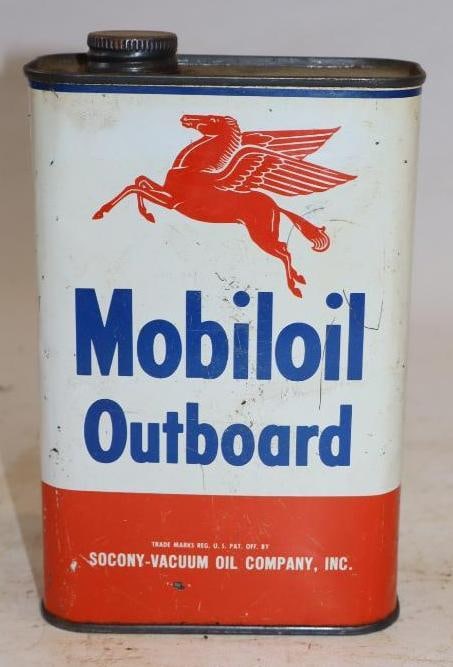 Mobiloil
Outboard
TRADE MARKS REG. U. S. PAT. OFF. BY
SOCONY-VACUUM OIL COMPANY, INC.